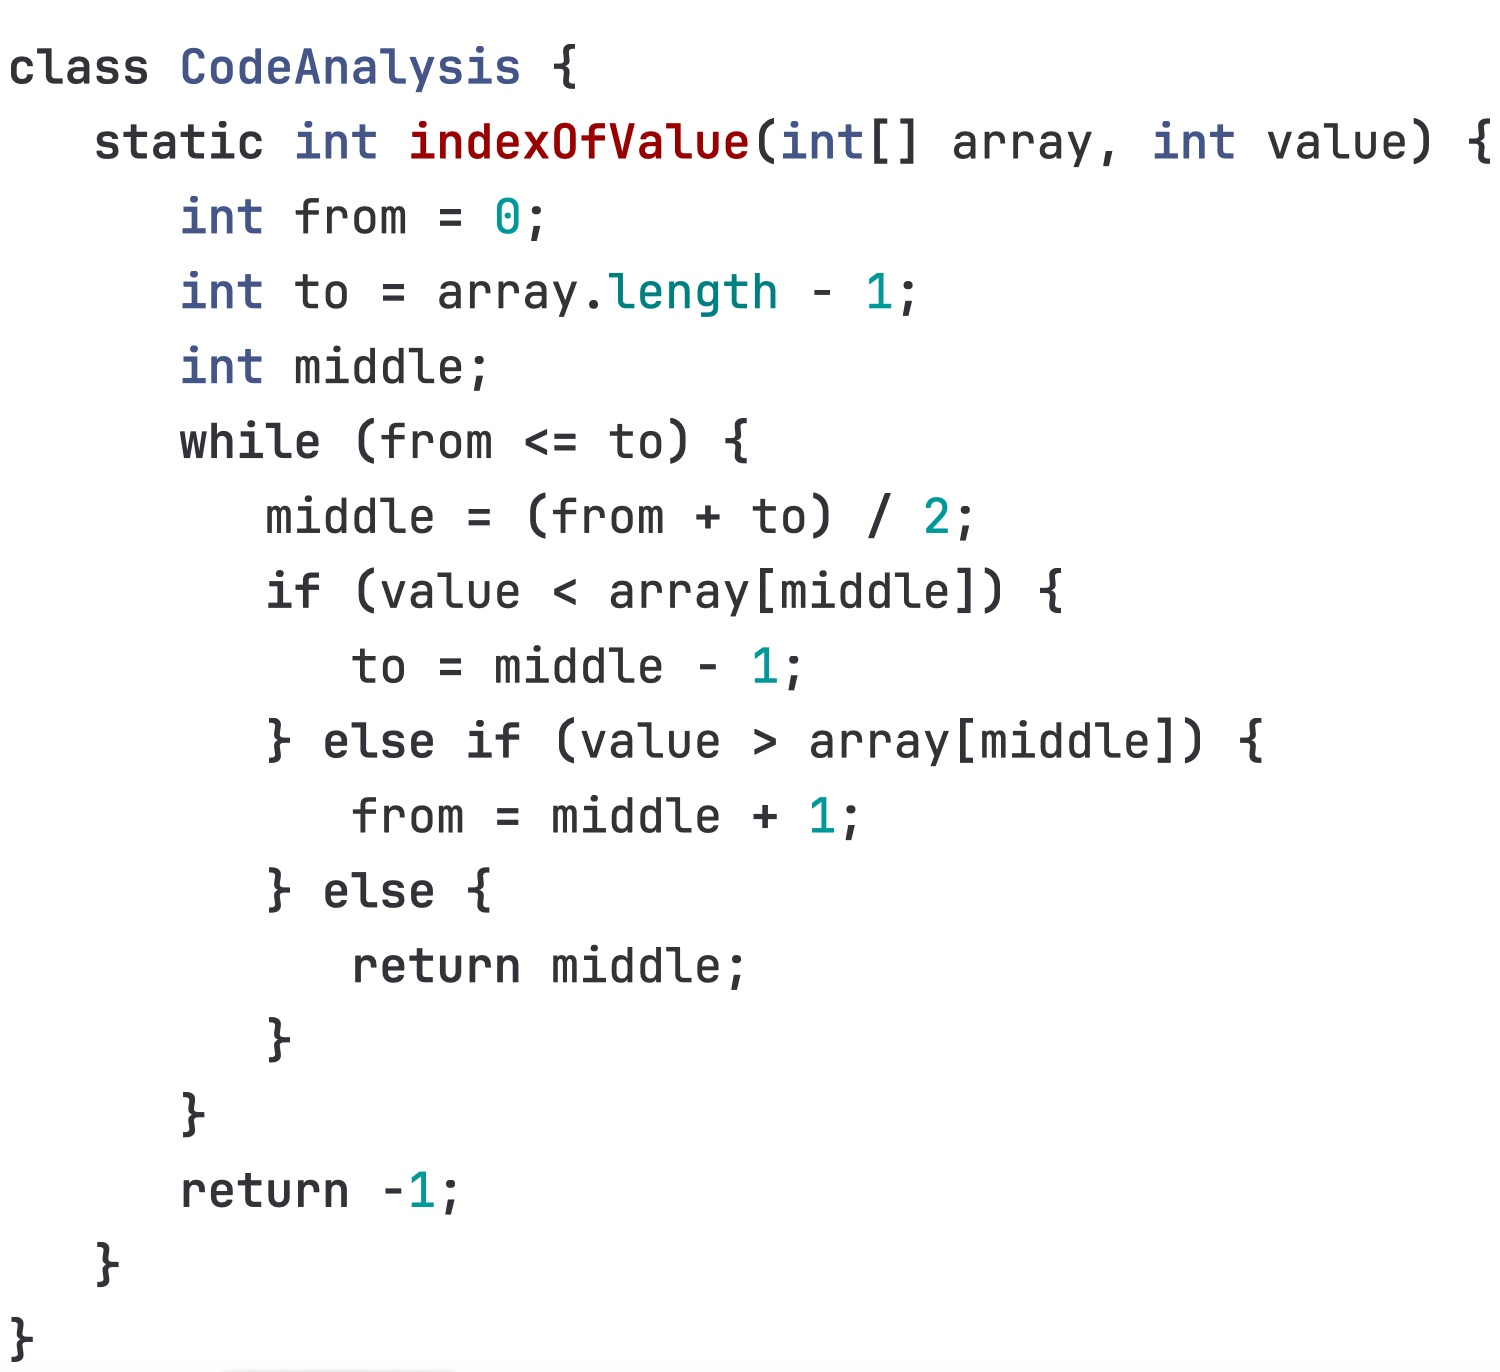 class CodeAnalysis {
   static int indexOfValue(int[] array, int value) {
      int from = 0;
      int to = array.length - 1;
      int middle;
      while (from <= to) {
         middle = (from + to) / 2;
         if (value < array[middle]) {
            to = middle - 1;
         } else if (value > array[middle]) {
            from = middle + 1;
         } else {
            return middle;
         }
      }
      return -1;
   }
}